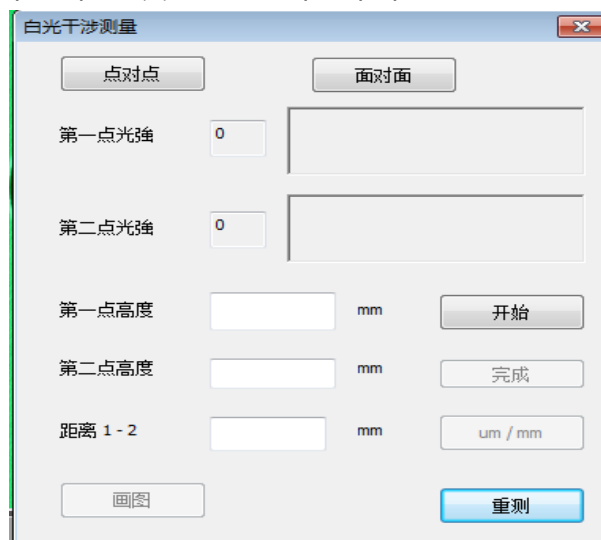 白光干涉测量
点对点 面对面
第一点光強 0
第二点光強 0
第一点高度 mm 开始
第二点高度 mm 完成
距离 1 - 2 mm um / mm
画图 重测